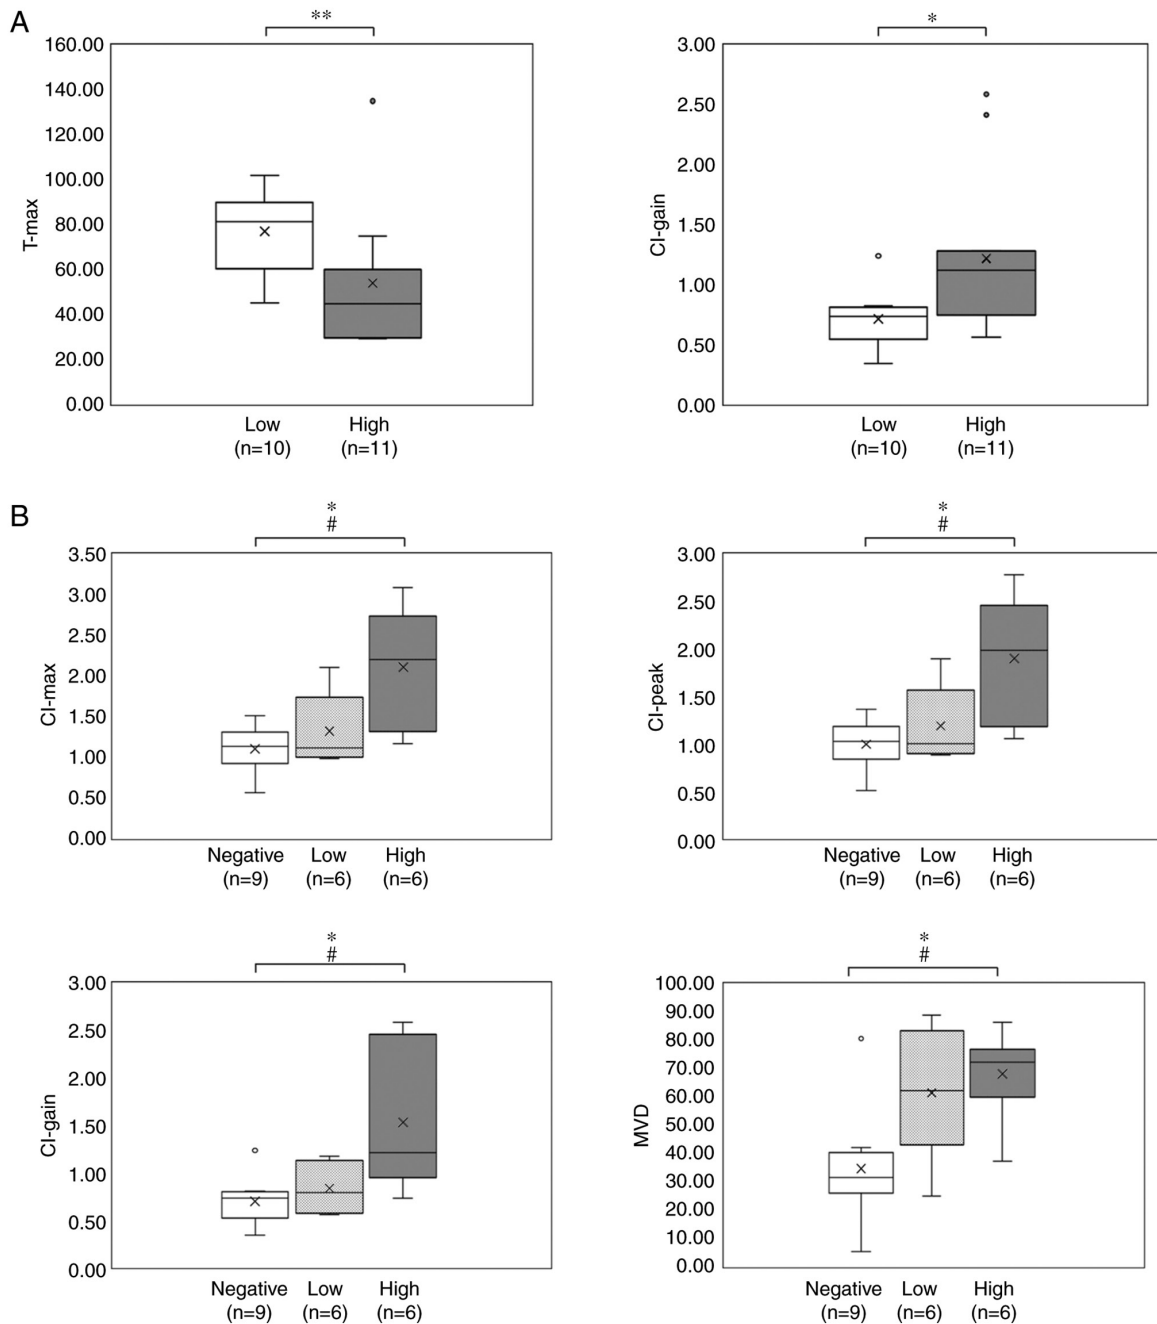 A
**
160.00
140.00
120.00
100.00
80.00
60.00
40.00
20.00
0.00
T-max
Low
(n=10)
High
(n=11)
*
3.00
2.50
2.00
1.50
1.00
0.50
0.00
CI-gain
Low
(n=10)
High
(n=11)
B
*
#
3.50
3.00
2.50
2.00
1.50
1.00
0.50
0.00
CI-max
Negative
(n=9)
Low
(n=6)
High
(n=6)
*
#
3.00
2.50
2.00
1.50
1.00
0.50
0.00
CI-peak
Negative
(n=9)
Low
(n=6)
High
(n=6)
*
#
3.00
2.50
2.00
1.50
1.00
0.50
0.00
CI-gain
Negative
(n=9)
Low
(n=6)
High
(n=6)
*
#
100.00
90.00
80.00
70.00
60.00
50.00
40.00
30.00
20.00
10.00
0.00
MVD
Negative
(n=9)
Low
(n=6)
High
(n=6)